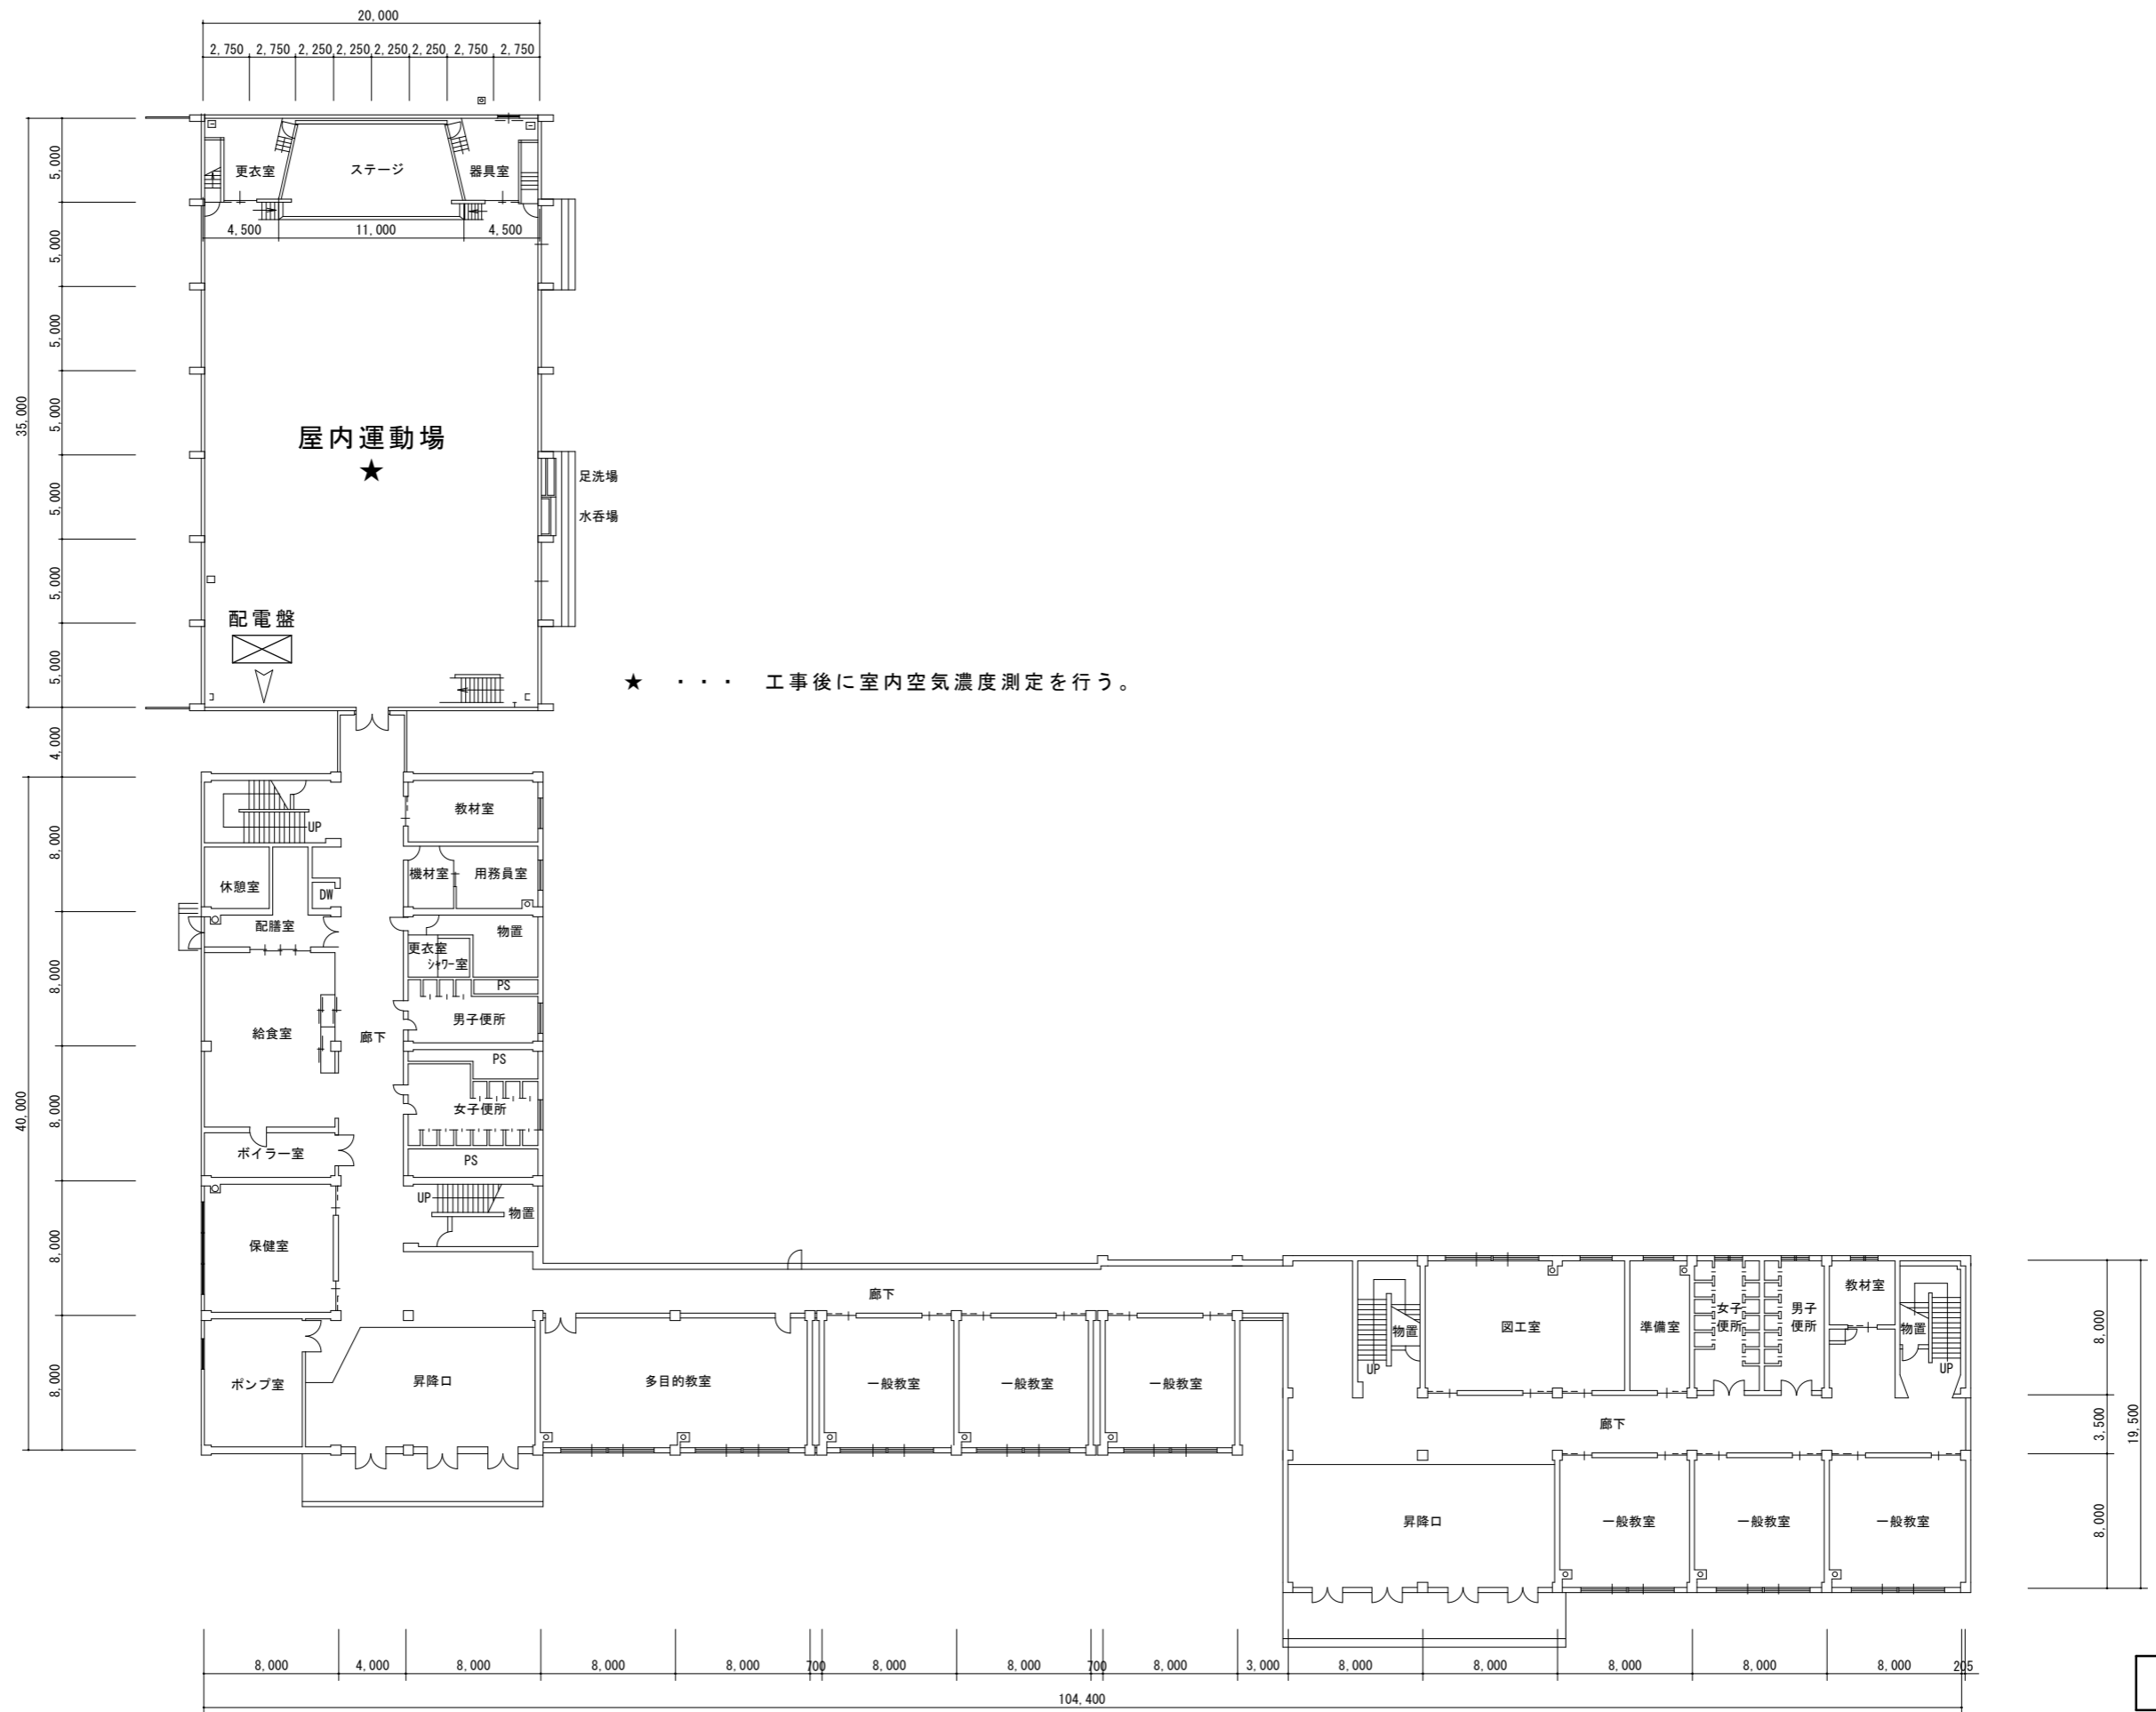 20,000
2,750 2,750 2,250 2,250 2,250 2,250 2,750 2,750
更衣室 ステージ 器具室
4,500 11,000 4,500
5,000
5,000
5,000
5,000
5,000
5,000
5,000
35,000
屋内運動場
★
足洗場
水呑場
配電盤
★ ・・・ 工事後に室内空気濃度測定を行う。
4,000
8,000
8,000
8,000
8,000
8,000
40,000
UP
教材室
休憩室
DW
機材室 用務員室
配膳室
物置
更衣室
シャワー室
PS
給食室
廊下
男子便所
PS
女子便所
ボイラー室
PS
UP
物置
保健室
ポンプ室
昇降口
多目的教室
廊下
一般教室 一般教室 一般教室
UP
物置
図工室
準備室
女子
便所
男子
便所
教材室
物置
UP
廊下
昇降口
一般教室 一般教室 一般教室
8,000
3,500
8,000
19,500
8,000 4,000 8,000 8,000 8,000 700 8,000 8,000 700 8,000 3,000 8,000 8,000 8,000 8,000 8,000 205
104,400